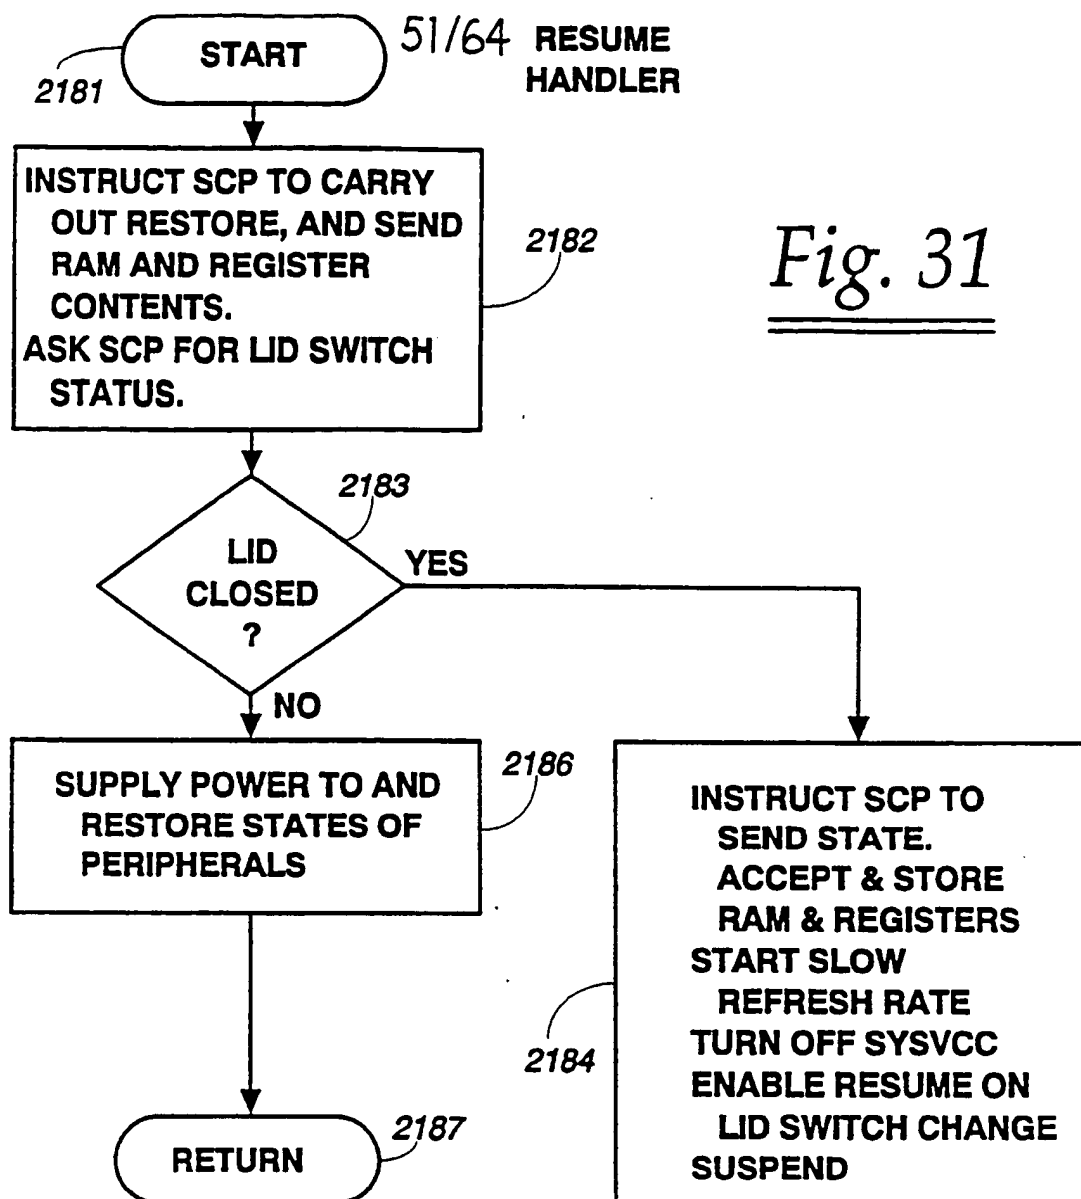 START
51/64 RESUME
HANDLER
2181
INSTRUCT SCP TO CARRY
OUT RESTORE, AND SEND
RAM AND REGISTER
CONTENTS.
ASK SCP FOR LID SWITCH
STATUS.
2182
Fig. 31
2183
LID
CLOSED
?
YES
NO
SUPPLY POWER TO AND
RESTORE STATES OF
PERIPHERALS
2186
INSTRUCT SCP TO
SEND STATE.
ACCEPT & STORE
RAM & REGISTERS
START SLOW
REFRESH RATE
TURN OFF SYSVCC
ENABLE RESUME ON
LID SWITCH CHANGE
SUSPEND
2184
RETURN
2187